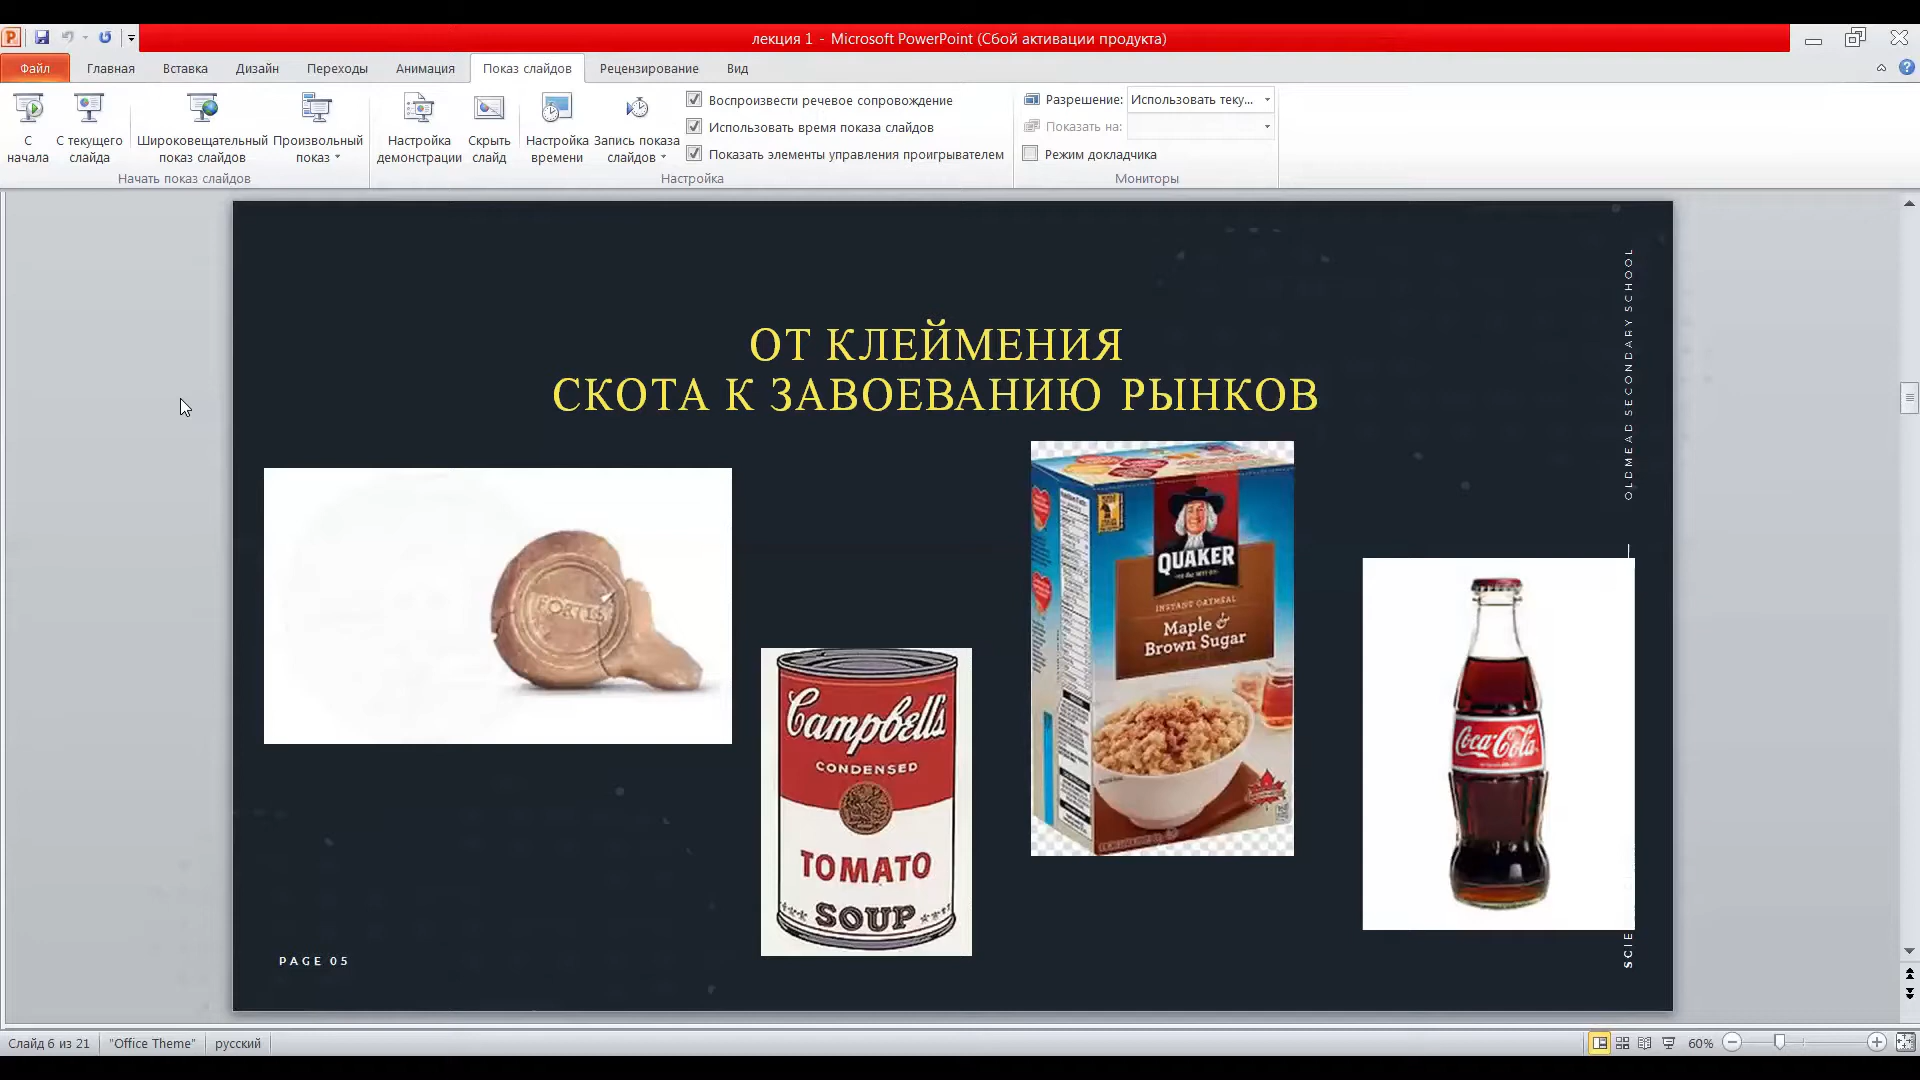 лекция 1 - Microsoft PowerPoint (Сбой активации продукта)
Файл
Главная
Вставка
Дизайн
Переходы
Анимация
Показ слайдов
Рецензирование
Вид
С начала
С текущего слайда
Широковещательный показ слайдов
Произвольный показ
Начать показ слайдов
Настройка демонстрации
Скрыть слайд
Настройка времени
Запись показа слайдов
Воспроизвести речевое сопровождение
Использовать время показа слайдов
Показать элементы управления проигрывателем
Настройка
Разрешение: Использовать теку...
Показать на:
Режим докладчика
Мониторы
ОТ КЛЕЙМЕНИЯ
СКОТА К ЗАВОЕВАНИЮ РЫНКОВ
OLDMEAD SECONDARY SCHOOL
FORTIS
Campbell's
CONDENSED
TOMATO
SOUP
QUAKER
INSTANT OATMEAL
Maple &
Brown Sugar
Coca-Cola
SCIE
PAGE 05
Слайд 6 из 21
"Office Theme"
русский
60%